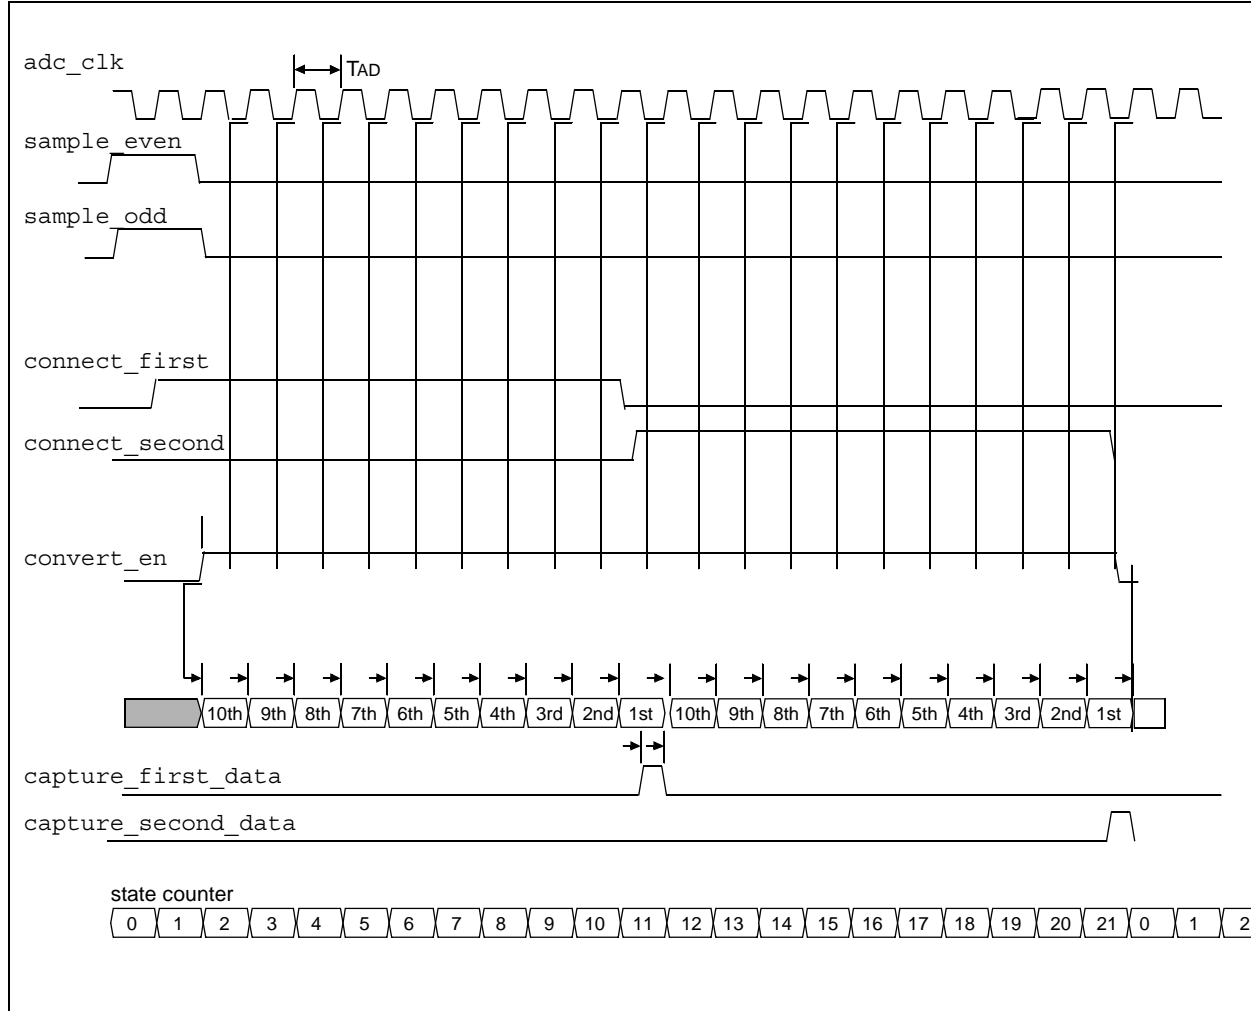 adc_clk
TAD
sample_even
sample_odd
connect_first
connect_second
convert_en
10th 9th 8th 7th 6th 5th 4th 3rd 2nd 1st 10th 9th 8th 7th 6th 5th 4th 3rd 2nd 1st
capture_first_data
capture_second_data
state counter
0 1 2 3 4 5 6 7 8 9 10 11 12 13 14 15 16 17 18 19 20 21 0 1 2